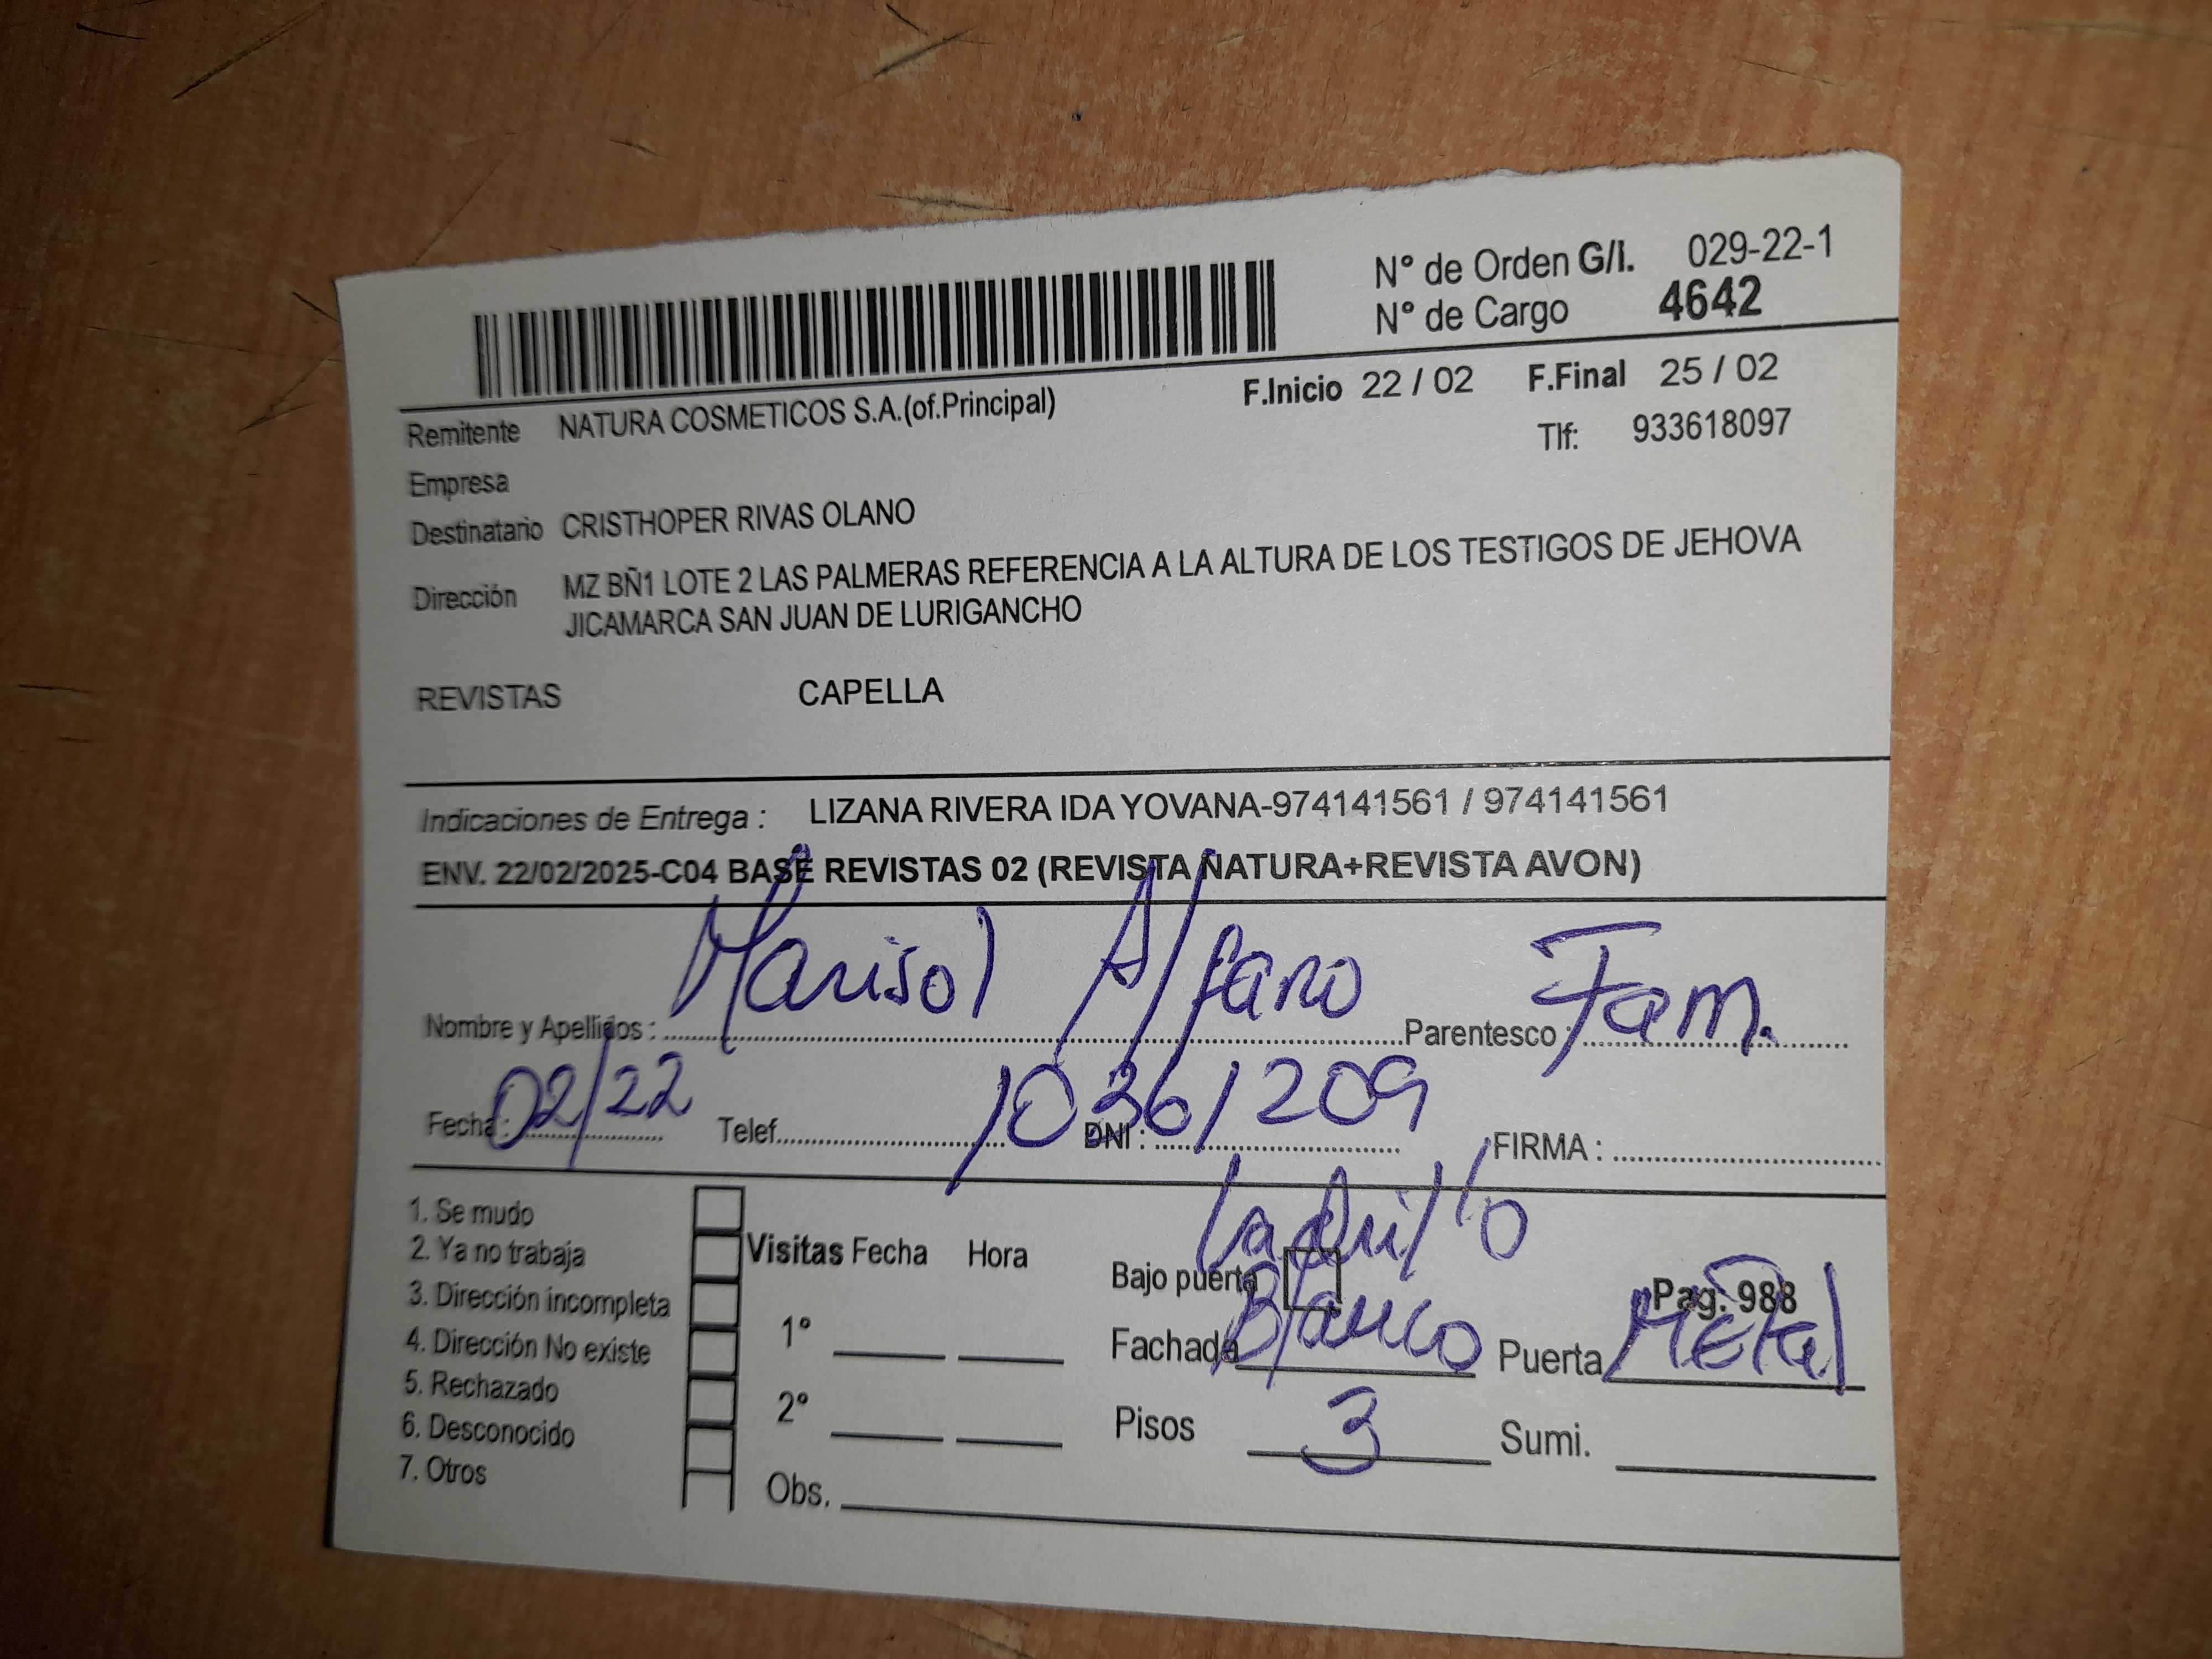 N° de Orden G/I. 029-22-1
N° de Cargo 4642
F.Inicio 22 / 02 F.Final 25 / 02
Remitente NATURA COSMETICOS S.A.(of.Principal)
Tlf: 933618097
Empresa
Destinatario CRISTHOPER RIVAS OLANO
Dirección MZ BÑ1 LOTE 2 LAS PALMERAS REFERENCIA A LA ALTURA DE LOS TESTIGOS DE JEHOVA
JICAMARCA SAN JUAN DE LURIGANCHO
REVISTAS CAPELLA
Indicaciones de Entrega : LIZANA RIVERA IDA YOVANA-974141561 / 974141561
ENV. 22/02/2025-C04 BASE REVISTAS 02 (REVISTA NATURA+REVISTA AVON)
Nombre y Apellidos : Marisol Alfaro Parentesco : Fam.
Fecha : 02/22 Telef. DNI : 10361209 FIRMA :
1. Se mudo
2. Ya no trabaja
3. Dirección incompleta
4. Dirección No existe
5. Rechazado
6. Desconocido
7. Otros
Visitas Fecha Hora
1°
2°
Obs.
Ladrillo
Bajo puerta Pag. 988
Fachada Blanco Puerta Metal
Pisos 3 Sumi.